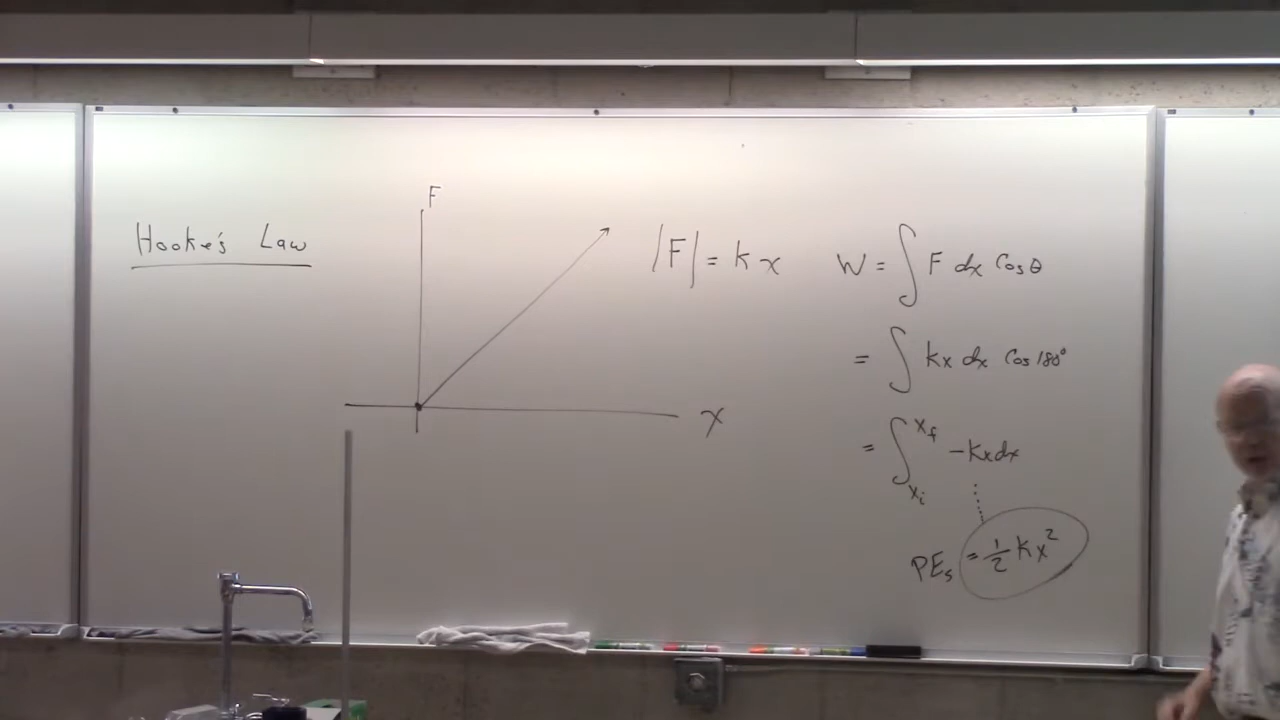 Hooke's Law
F
x
|F| = kx
W = ∫ F dx Cos θ
= ∫ kx dx Cos 180°
= ∫_{x_i}^{x_f} -kx dx
PE_s = 1/2 kx²